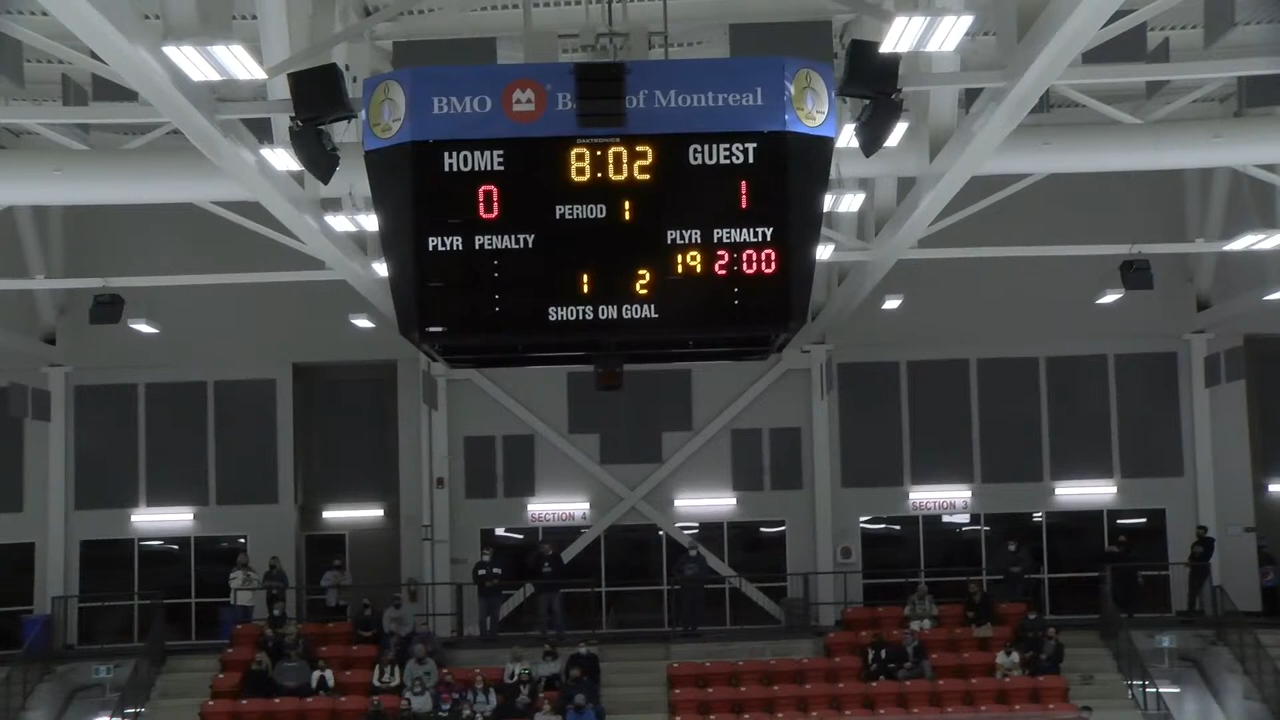 BMO Bank of Montreal
DAKTRONICS
HOME 8:02 GUEST
0 PERIOD 1 1
PLYR PENALTY PLYR PENALTY
19 2:00
1 2
SHOTS ON GOAL
SECTION 4
SECTION 3